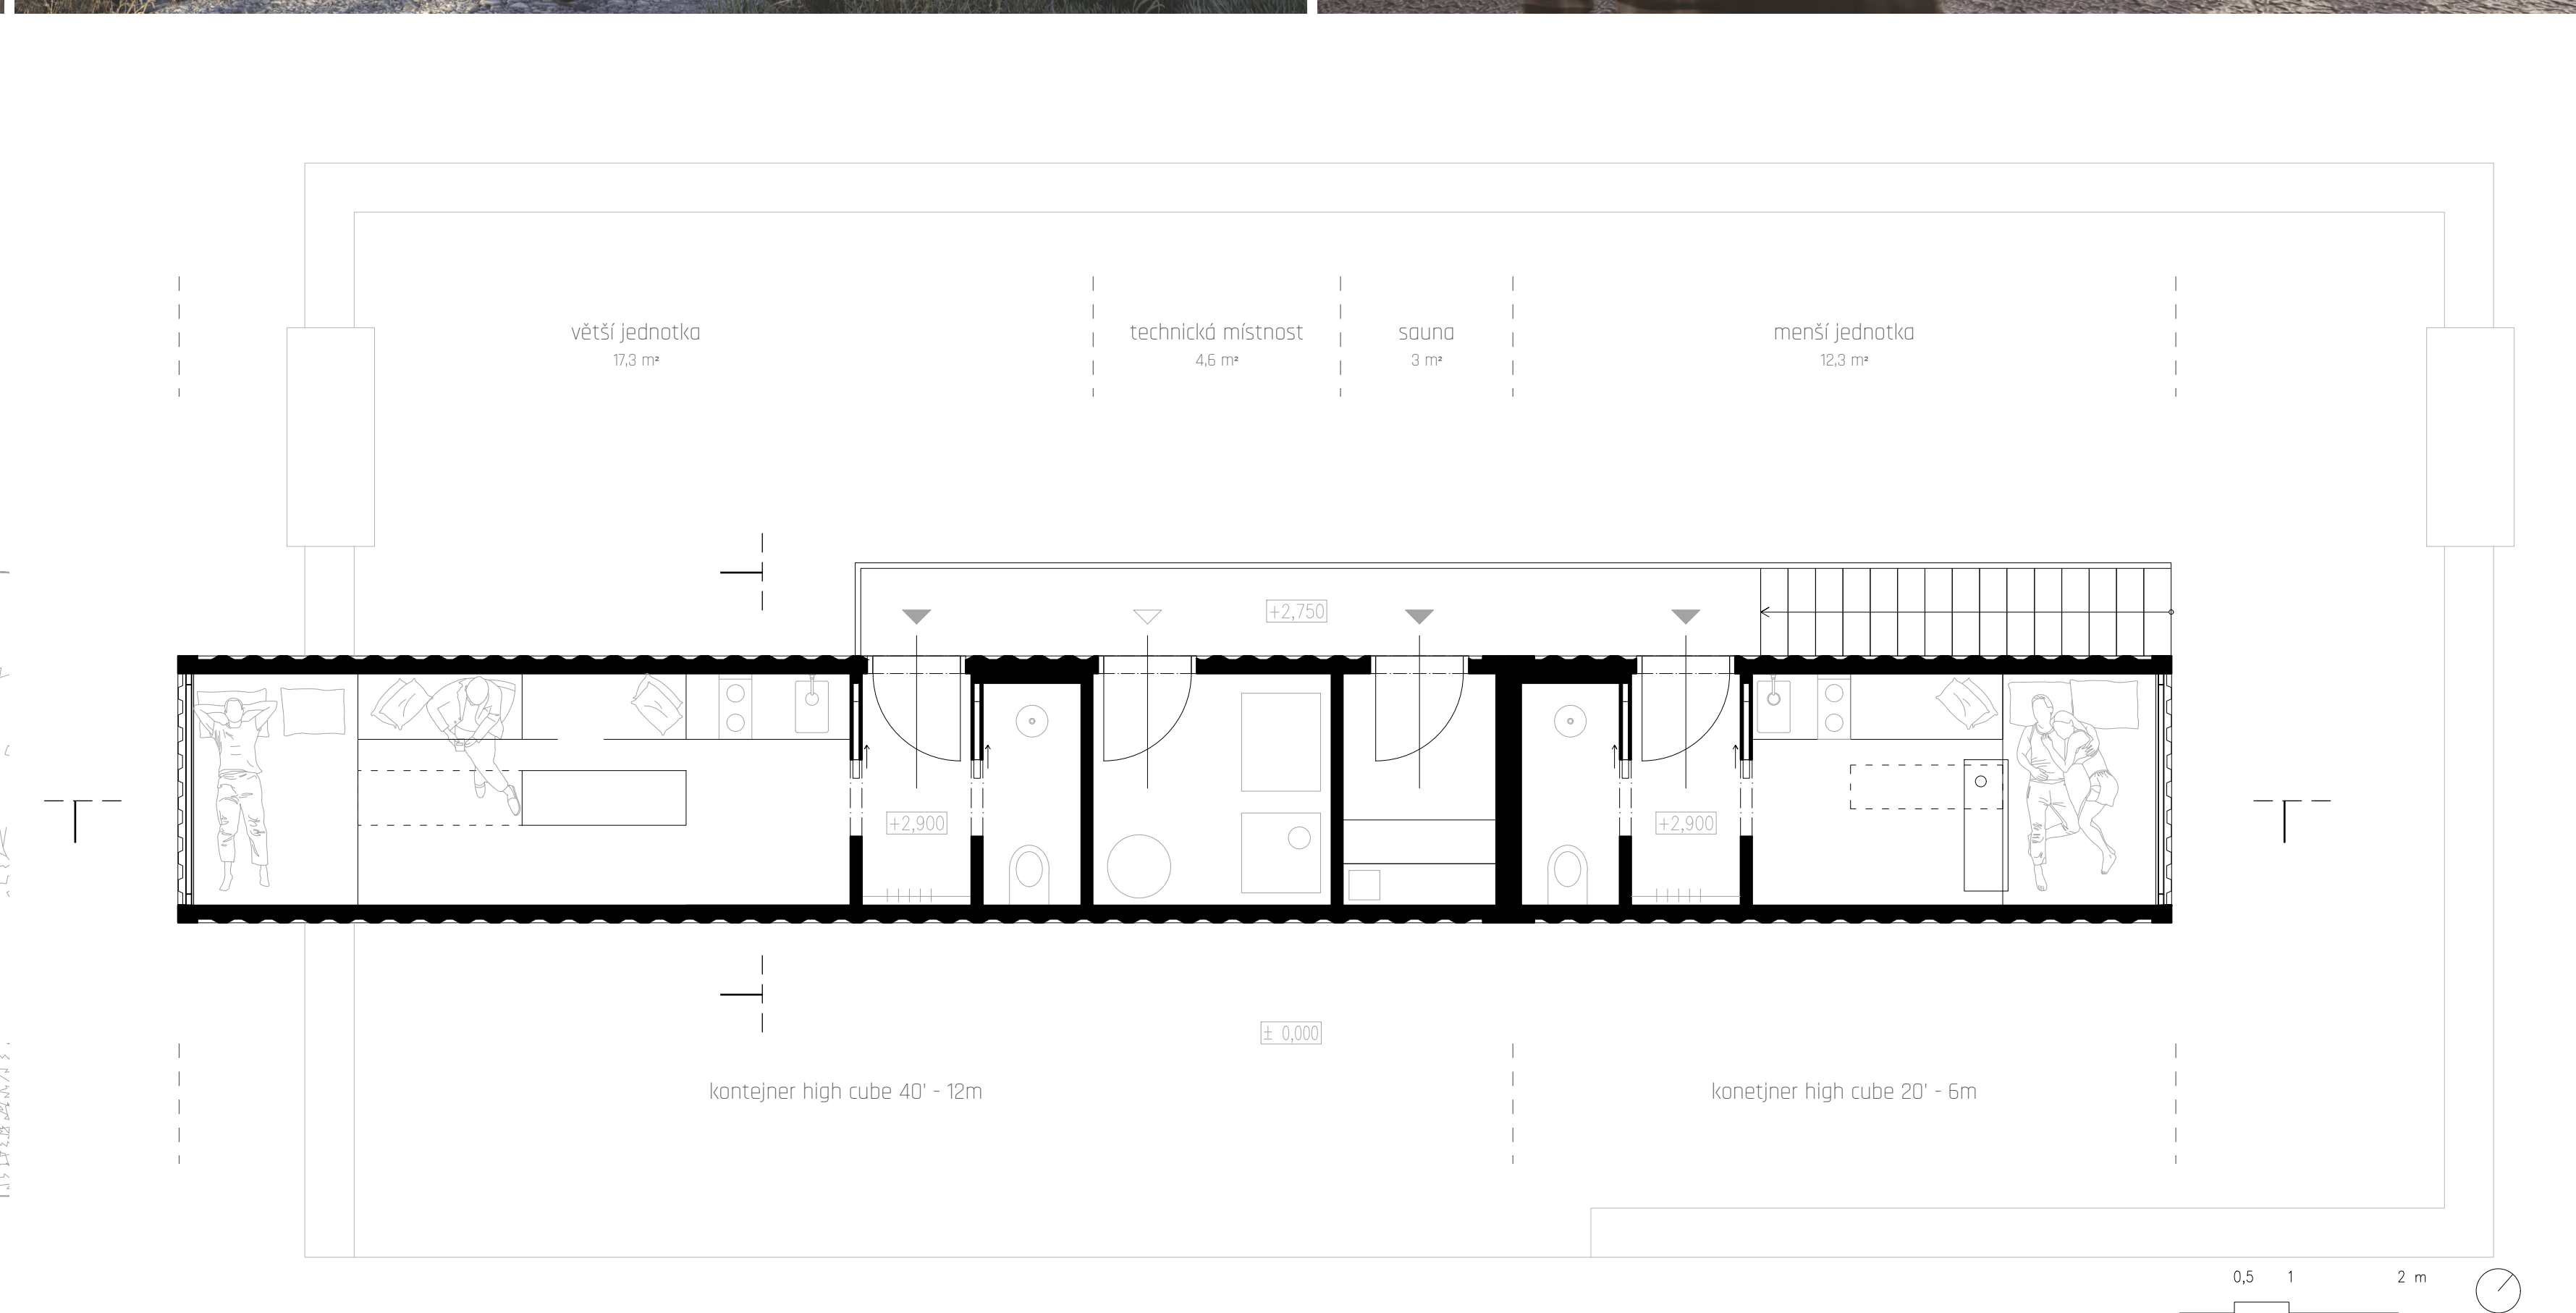 větší jednotka
17,3 m²
technická místnost
4,6 m²
sauna
3 m²
menší jednotka
12,3 m²
+2,750
+2,900
+2,900
± 0,000
kontejner high cube 40' - 12m
konetjner high cube 20' - 6m
0,5 1 2 m